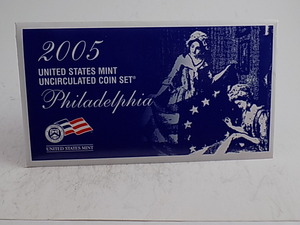 2005
UNITED STATES MINT
UNCIRCULATED COIN SET®
Philadelphia
UNITED STATES MINT